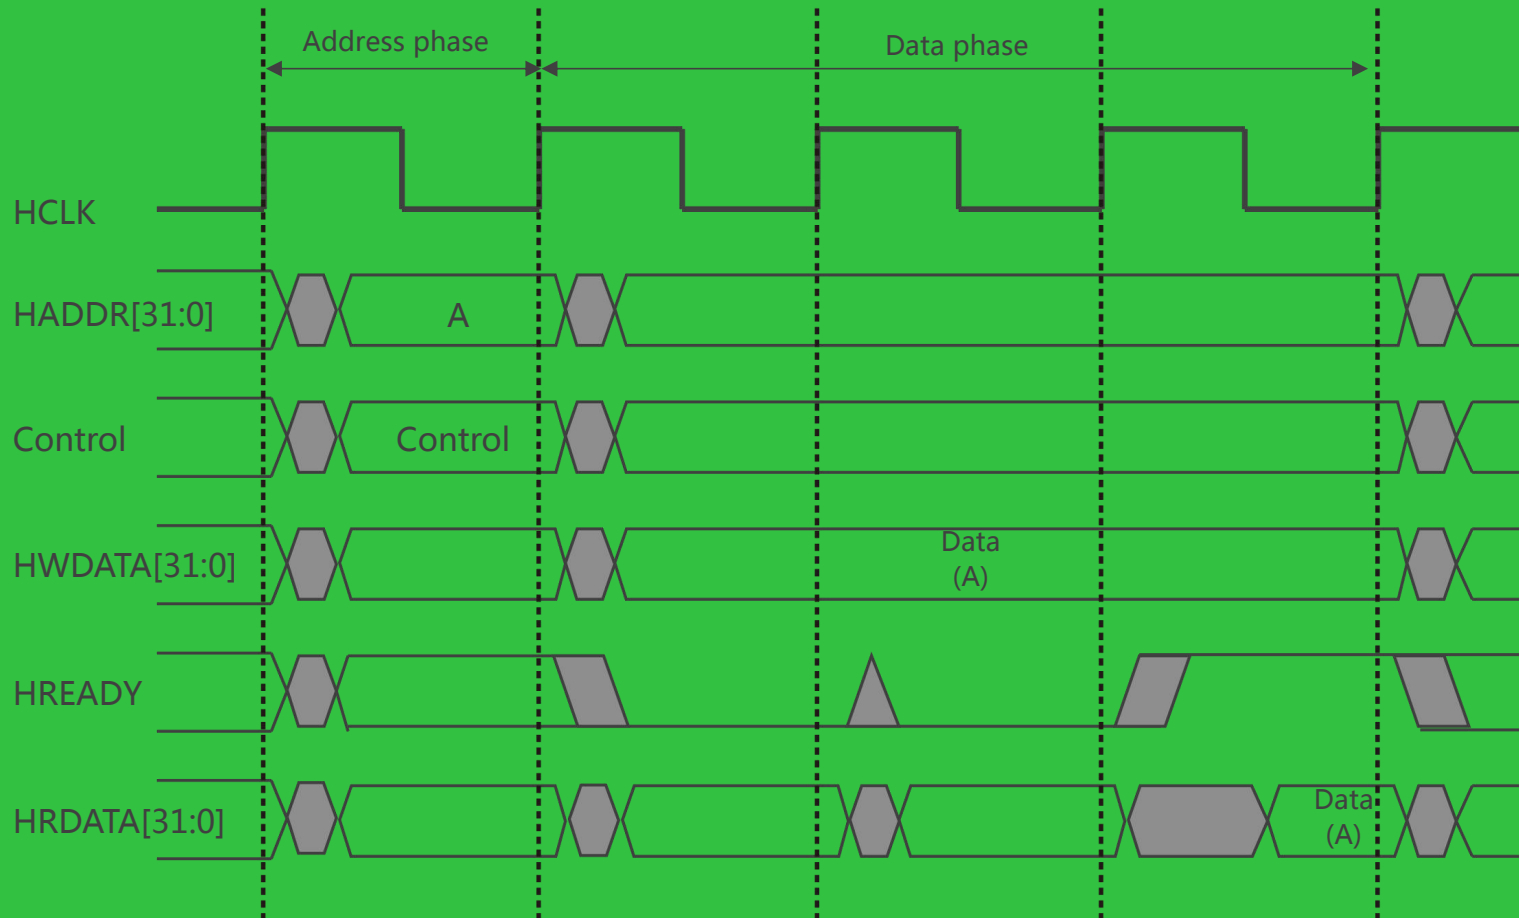 Address phase
Data phase
HCLK
HADDR[31:0]
A
Control
Control
HWDATA[31:0]
Data
(A)
HREADY
HRDATA[31:0]
Data
(A)